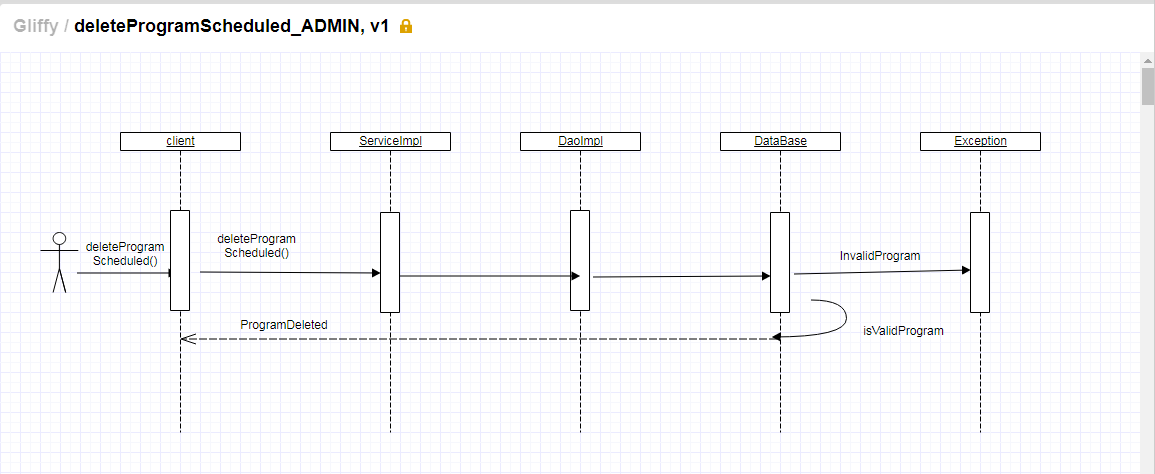 Gliffy / deleteProgramScheduled_ADMIN, v1
client
ServiceImpl
DaoImpl
DataBase
Exception
deleteProgram
Scheduled()
deleteProgram
Scheduled()
InvalidProgram
ProgramDeleted
isValidProgram